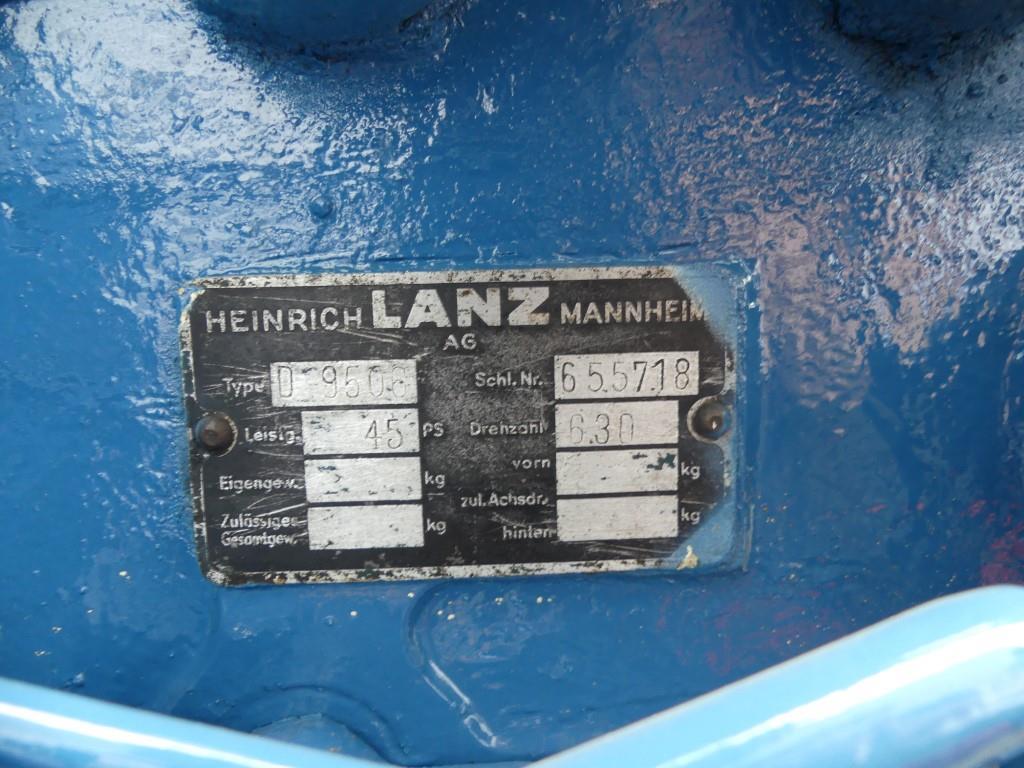 HEINRICH LANZ MANNHEIM
AG
Type D 9506 Schl. Nr. 655718
Leistg. 45 PS Drehzahl 630
Eigengew. kg vorn kg
zul. Achsdr.
Zulässiges Gesamtgew. kg hinten kg